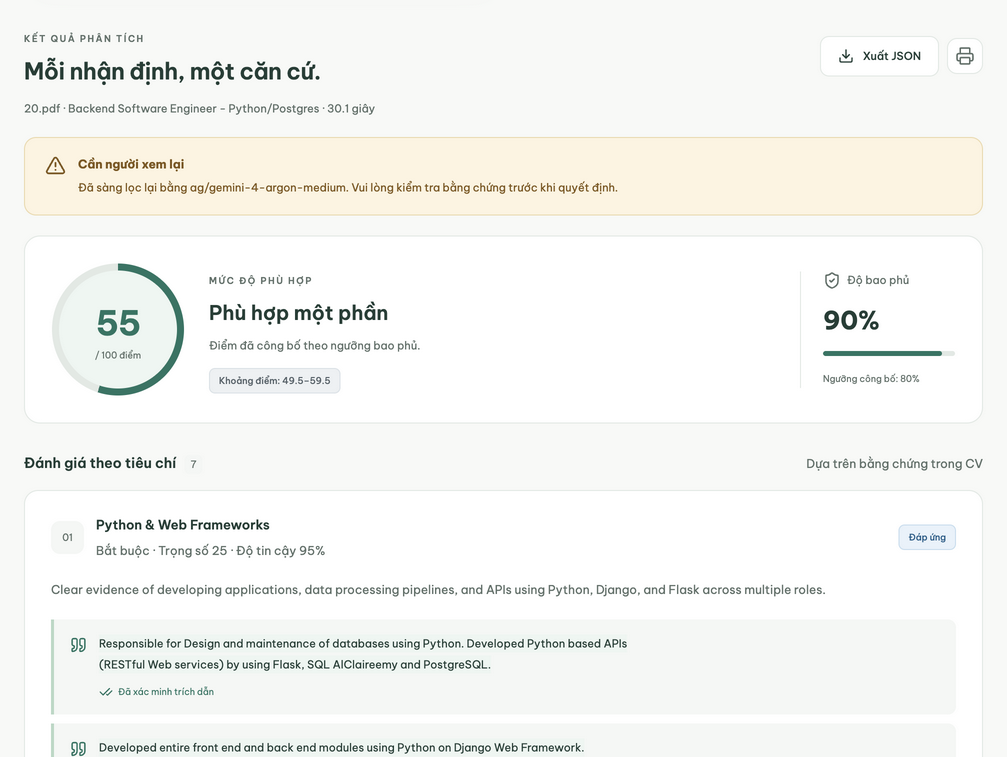 KẾT QUẢ PHÂN TÍCH
Mỗi nhận định, một căn cứ.
20.pdf · Backend Software Engineer - Python/Postgres · 30.1 giây
Xuất JSON
Cần người xem lại
Đã sàng lọc lại bằng ag/gemini-4-argon-medium. Vui lòng kiểm tra bằng chứng trước khi quyết định.
55
/ 100 điểm
MỨC ĐỘ PHÙ HỢP
Phù hợp một phần
Điểm đã công bố theo ngưỡng bao phủ.
Khoảng điểm: 49.5–59.5
Độ bao phủ
90%
Ngưỡng công bố: 80%
Đánh giá theo tiêu chí 7
Dựa trên bằng chứng trong CV
01
Python & Web Frameworks
Bắt buộc · Trọng số 25 · Độ tin cậy 95%
Đáp ứng
Clear evidence of developing applications, data processing pipelines, and APIs using Python, Django, and Flask across multiple roles.
Responsible for Design and maintenance of databases using Python. Developed Python based APIs
(RESTful Web services) by using Flask, SQL AlClaireemy and PostgreSQL.
Đã xác minh trích dẫn
Developed entire front end and back end modules using Python on Django Web Framework.